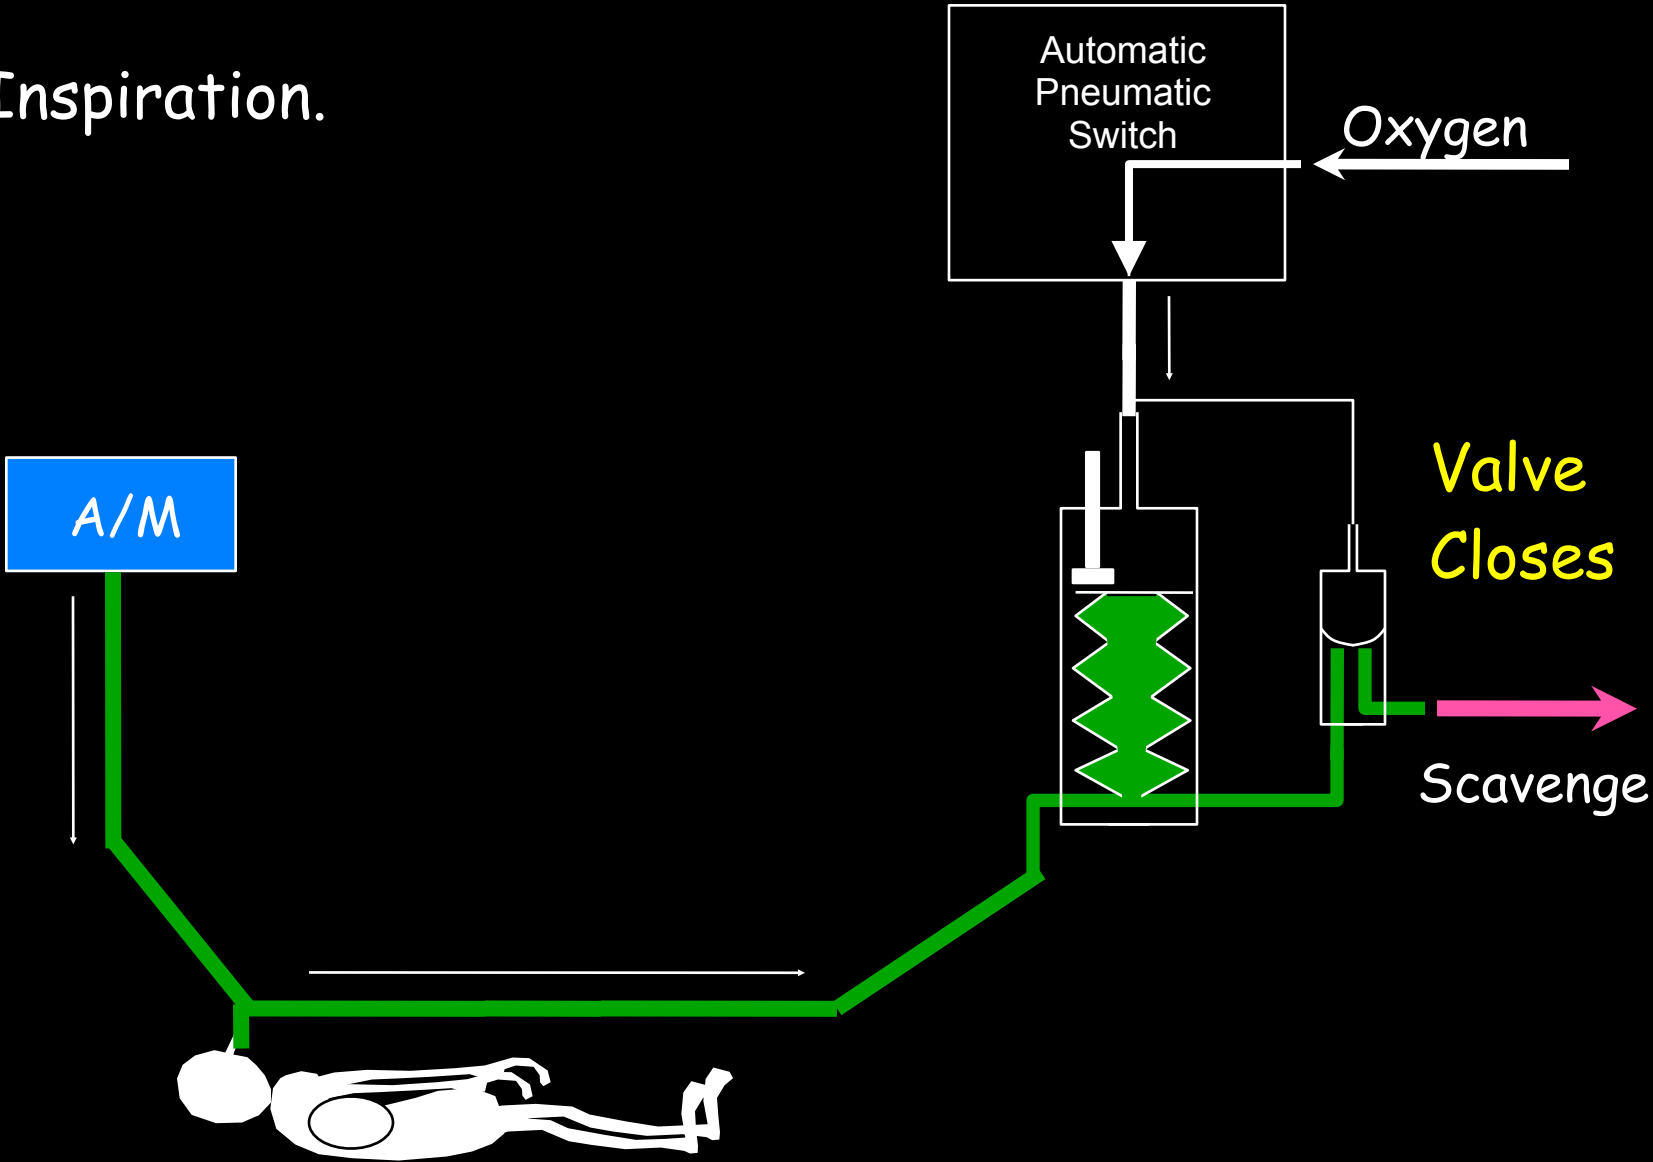 Inspiration.
Automatic
Pneumatic
Switch
Oxygen
Valve
Closes
A/M
Scavenge